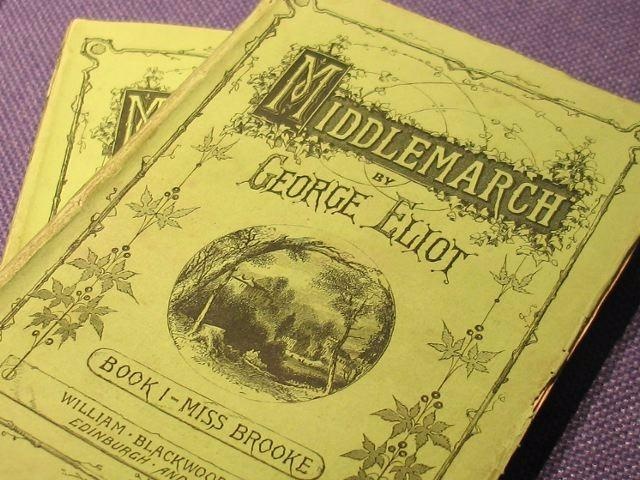 MIDDLEMARCH
BY
GEORGE ELIOT
BOOK I - MISS BROOKE
WILLIAM BLACKWOOD
EDINBURGH AND
M